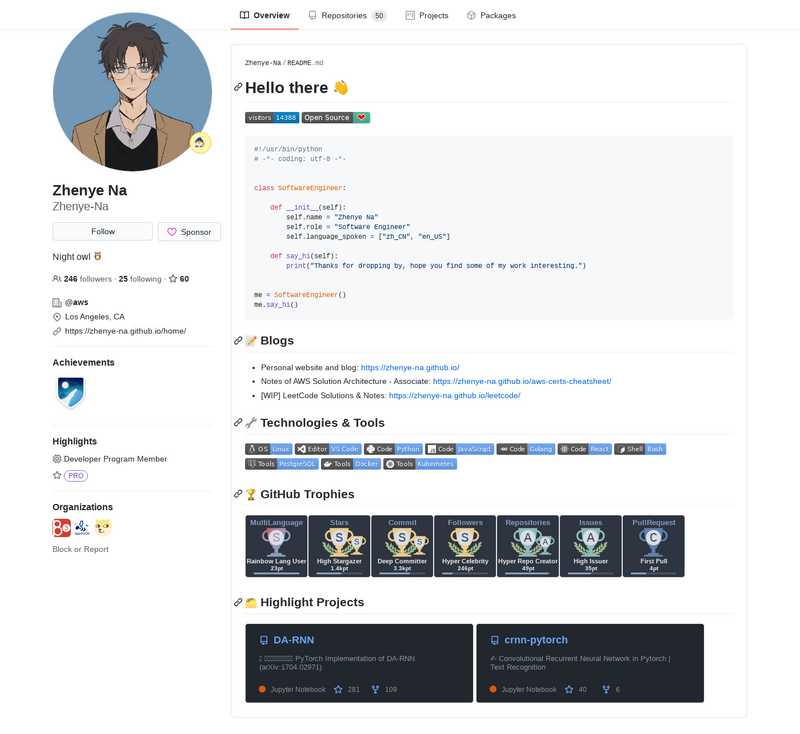 Overview
Repositories 50
Projects
Packages
Zhenye Na
Zhenye-Na
Follow
Sponsor
Night owl
246 followers · 25 following · 60
@aws
Los Angeles, CA
https://zhenye-na.github.io/home/
Achievements
Highlights
Developer Program Member
PRO
Organizations
Block or Report
Zhenye-Na / README.md
Hello there 👋
visitors 14388 Open Source
#!/usr/bin/python
# -*- coding: utf-8 -*-
class SoftwareEngineer:
def __init__(self):
self.name = "Zhenye Na"
self.role = "Software Engineer"
self.language_spoken = ["zh_CN", "en_US"]
def say_hi(self):
print("Thanks for dropping by, hope you find some of my work interesting.")
me = SoftwareEngineer()
me.say_hi()
📝 Blogs
• Personal website and blog: https://zhenye-na.github.io/
• Notes of AWS Solution Architecture - Associate: https://zhenye-na.github.io/aws-certs-cheatsheet/
• [WIP] LeetCode Solutions & Notes: https://zhenye-na.github.io/leetcode/
🔧 Technologies & Tools
OS Linux Editor VS Code Code Python Code JavaScript Code Golang Code React Shell Bash
Tools PostgreSQL Tools Docker Tools Kubernetes
🏆 GitHub Trophies
MultiLanguage Stars Commit Followers Repositories Issues PullRequest
S S S S S S A A A C
Rainbow Lang User High Stargazer Deep Committer Hyper Celebrity Hyper Repo Creator High Issuer First Pull
23pt 1.4kpt 3.3kpt 246pt 49pt 35pt 4pt
🗂️ Highlight Projects
DA-RNN
PyTorch Implementation of DA-RNN
(arXiv:1704.02971)
Jupyter Notebook 281 109
crnn-pytorch
✍️ Convolutional Recurrent Neural Network in Pytorch |
Text Recognition
Jupyter Notebook 40 6